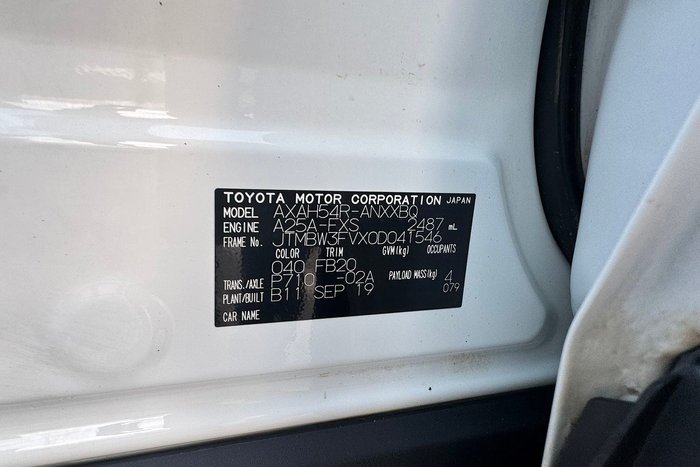 TOYOTA MOTOR CORPORATION JAPAN
MODEL AXAH54R-ANXXBQ
ENGINE A25A-FXS 2487 mL
FRAME No. JTMBW3FVX0D041546
COLOR TRIM GVM(kg) OCCUPANTS
040 FB20
TRANS./AXLE P710 -02A PAYLOAD MASS(kg) 4
PLANT/BUILT B11 SEP 19 079
CAR NAME